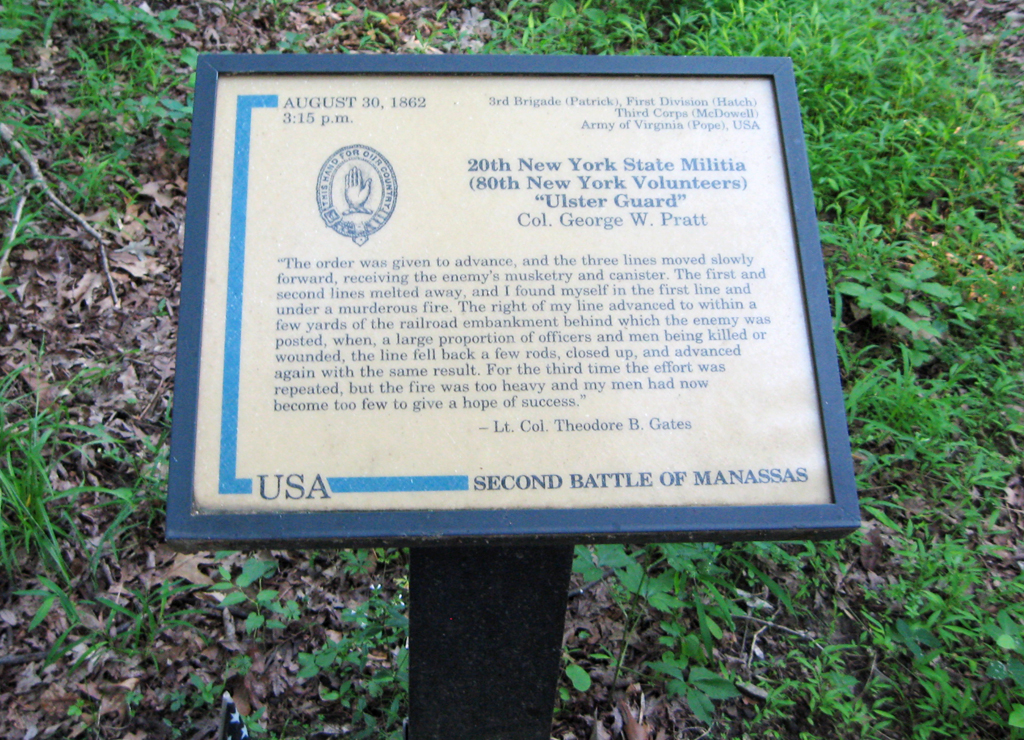 AUGUST 30, 1862
3:15 p.m.
3rd Brigade (Patrick), First Division (Hatch)
Third Corps (McDowell)
Army of Virginia (Pope), USA
THIS HAND FOR OUR COUNTRY
20th New York State Militia
(80th New York Volunteers)
"Ulster Guard"
Col. George W. Pratt
"The order was given to advance, and the three lines moved slowly
forward, receiving the enemy's musketry and canister. The first and
second lines melted away, and I found myself in the first line and
under a murderous fire. The right of my line advanced to within a
few yards of the railroad embankment behind which the enemy was
posted, when, a large proportion of officers and men being killed or
wounded, the line fell back a few rods, closed up, and advanced
again with the same result. For the third time the effort was
repeated, but the fire was too heavy and my men had now
become too few to give a hope of success."
– Lt. Col. Theodore B. Gates
USA
SECOND BATTLE OF MANASSAS